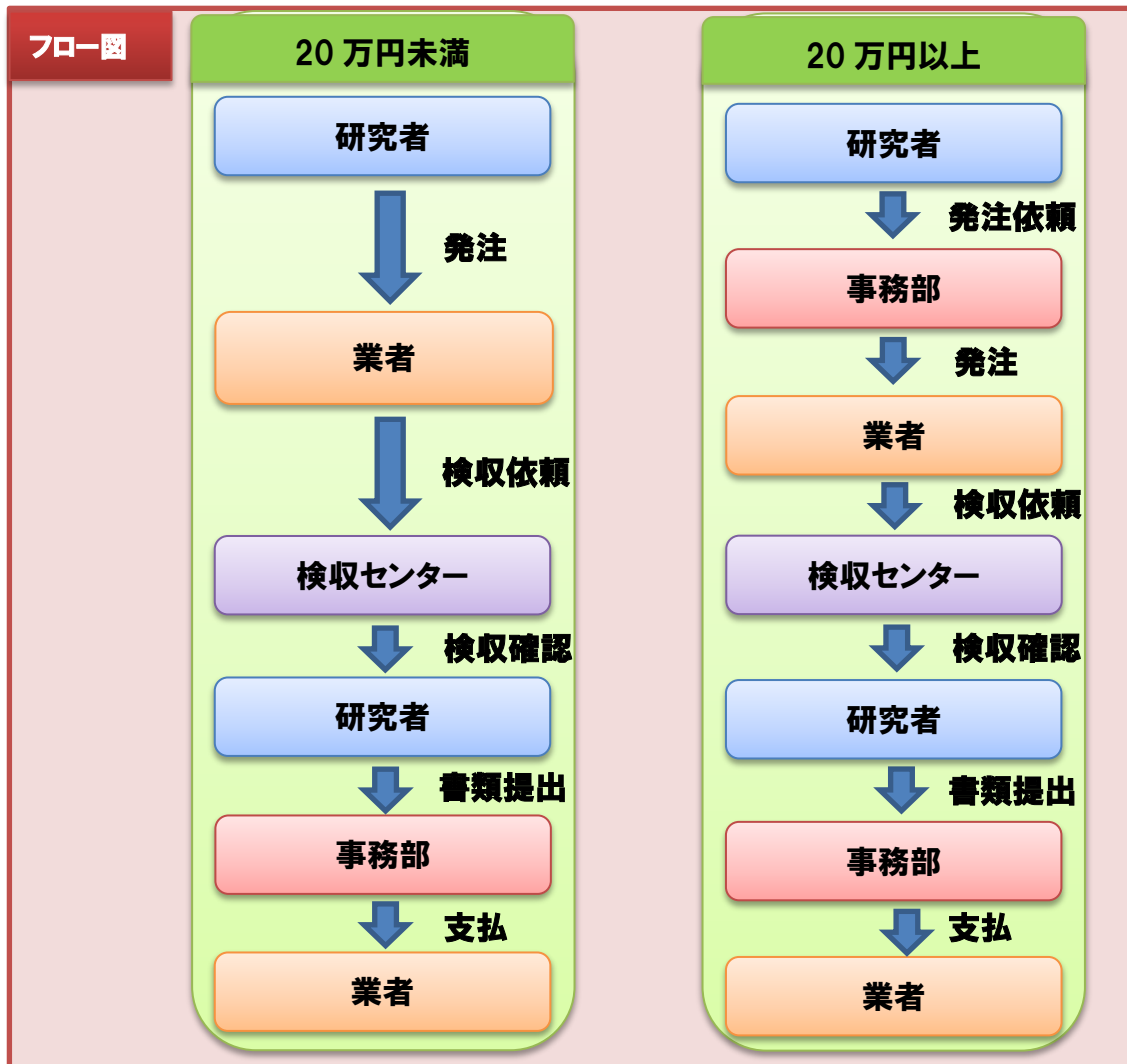 フロー図
20 万円未満
研究者
発注
業者
検収依頼
検収センター
検収確認
研究者
書類提出
事務部
支払
業者
20 万円以上
研究者
発注依頼
事務部
発注
業者
検収依頼
検収センター
検収確認
研究者
書類提出
事務部
支払
業者